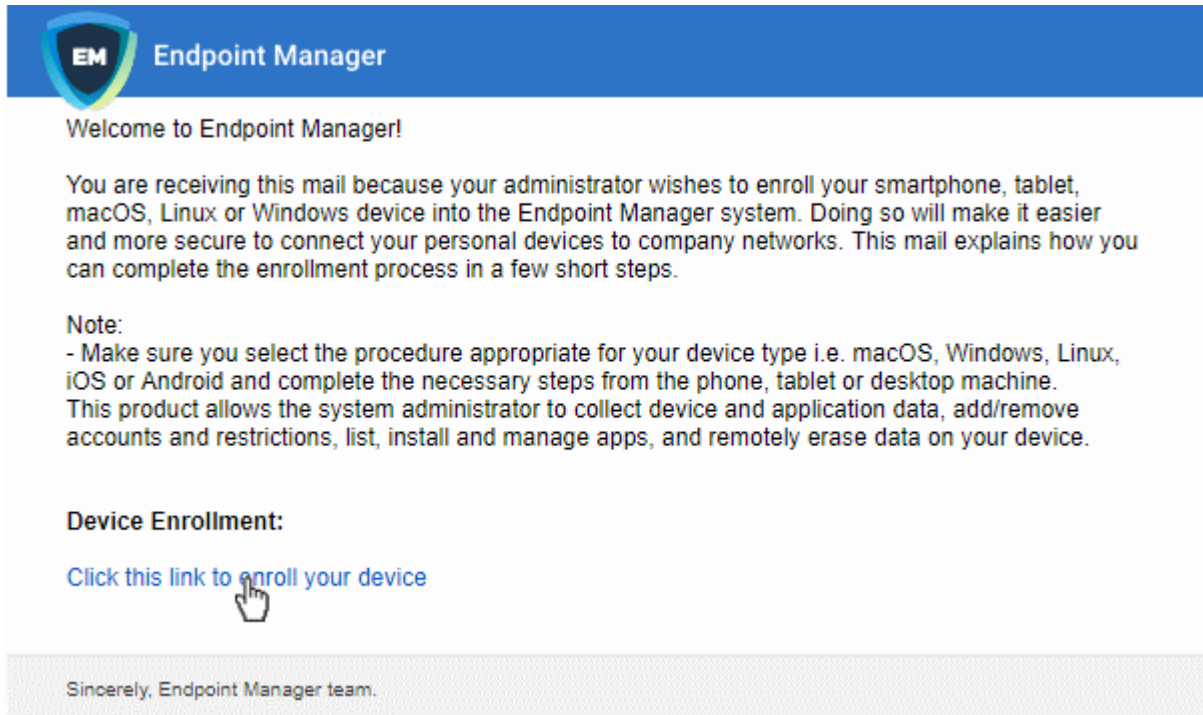 EM
Endpoint Manager
Welcome to Endpoint Manager!
You are receiving this mail because your administrator wishes to enroll your smartphone, tablet,
macOS, Linux or Windows device into the Endpoint Manager system. Doing so will make it easier
and more secure to connect your personal devices to company networks. This mail explains how you
can complete the enrollment process in a few short steps.
Note:
- Make sure you select the procedure appropriate for your device type i.e. macOS, Windows, Linux,
iOS or Android and complete the necessary steps from the phone, tablet or desktop machine.
This product allows the system administrator to collect device and application data, add/remove
accounts and restrictions, list, install and manage apps, and remotely erase data on your device.
Device Enrollment:
Click this link to enroll your device
Sincerely, Endpoint Manager team.